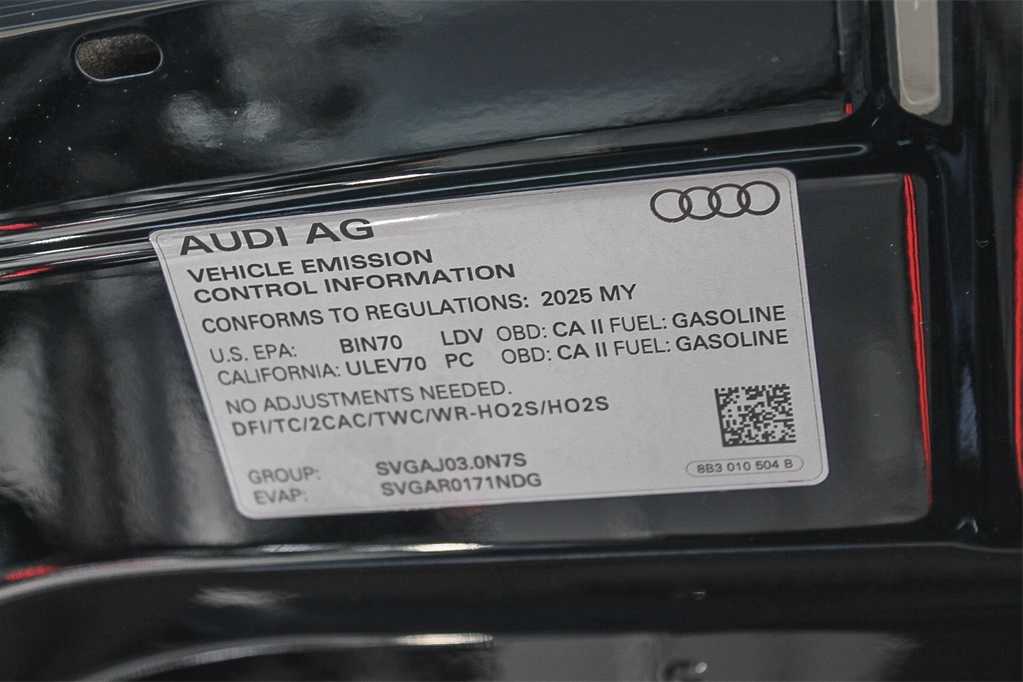 AUDI AG
VEHICLE EMISSION
CONTROL INFORMATION
CONFORMS TO REGULATIONS: 2025 MY
U.S. EPA: BIN70 LDV OBD: CA II FUEL: GASOLINE
CALIFORNIA: ULEV70 PC OBD: CA II FUEL: GASOLINE
NO ADJUSTMENTS NEEDED.
DFI/TC/2CAC/TWC/WR-HO2S/HO2S
GROUP: SVGAJ03.0N7S
EVAP: SVGAR0171NDG
8B3 010 504 B